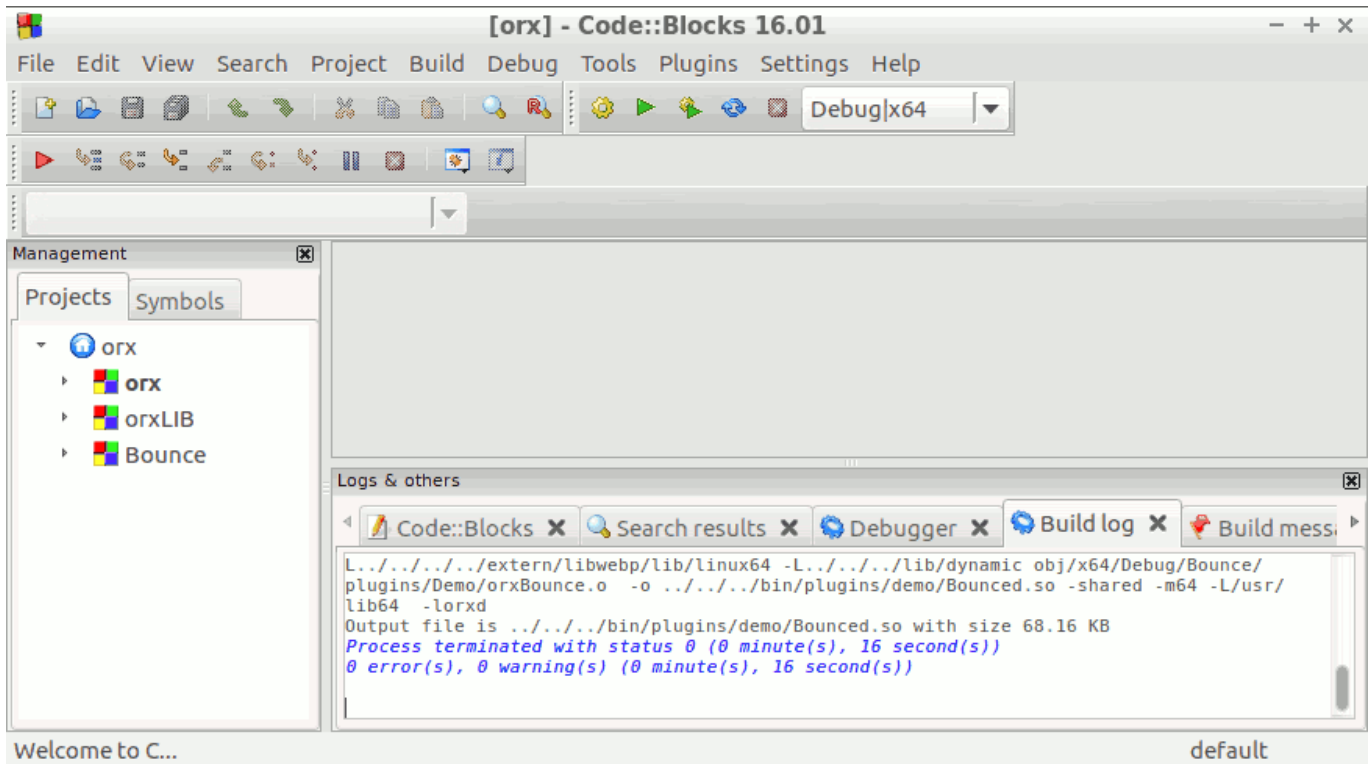 [orx] - Code::Blocks 16.01
File Edit View Search Project Build Debug Tools Plugins Settings Help
Debug|x64
Management
Projects Symbols
orx
orx
orxLIB
Bounce
Logs & others
Code::Blocks Search results Debugger Build log Build messa
L../../../../extern/libwebp/lib/linux64 -L../../../lib/dynamic obj/x64/Debug/Bounce/
plugins/Demo/orxBounce.o  -o ../../../bin/plugins/demo/Bounced.so -shared -m64 -L/usr/
lib64  -lorxd
Output file is ../../../bin/plugins/demo/Bounced.so with size 68.16 KB
Process terminated with status 0 (0 minute(s), 16 second(s))
0 error(s), 0 warning(s) (0 minute(s), 16 second(s))
Welcome to C... default